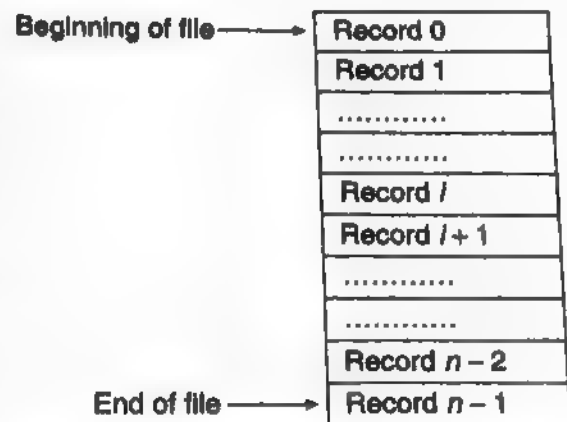 Beginning of file Record 0
Record 1
............
............
Record i
Record i + 1
............
............
Record n – 2
End of file Record n – 1